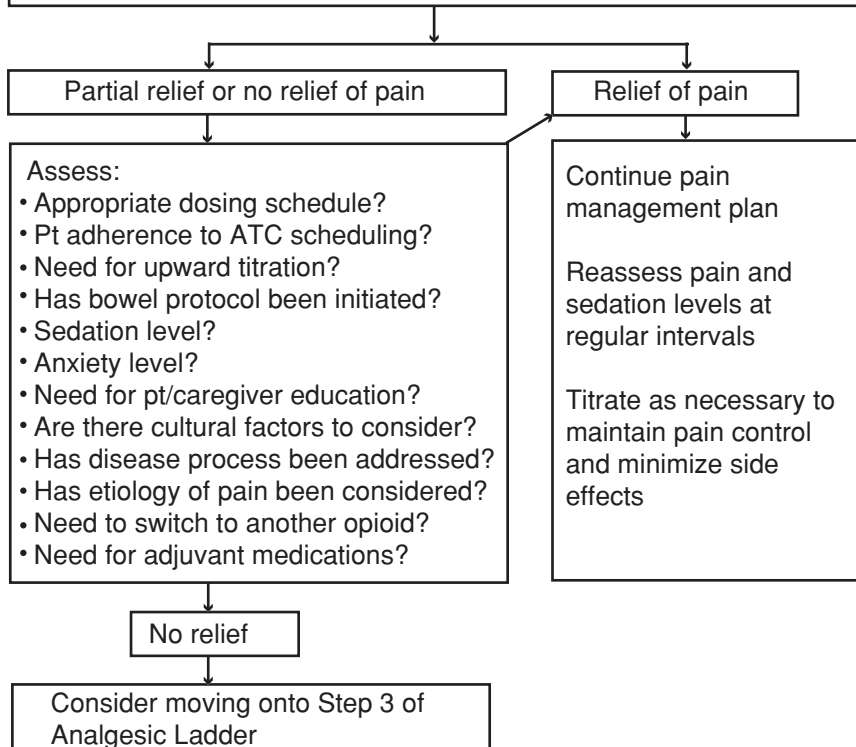 Partial relief or no relief of pain
Relief of pain
Assess:
• Appropriate dosing schedule?
• Pt adherence to ATC scheduling?
• Need for upward titration?
• Has bowel protocol been initiated?
• Sedation level?
• Anxiety level?
• Need for pt/caregiver education?
• Are there cultural factors to consider?
• Has disease process been addressed?
• Has etiology of pain been considered?
• Need to switch to another opioid?
• Need for adjuvant medications?
Continue pain
management plan
Reassess pain and
sedation levels at
regular intervals
Titrate as necessary to
maintain pain control
and minimize side
effects
No relief
Consider moving onto Step 3 of
Analgesic Ladder